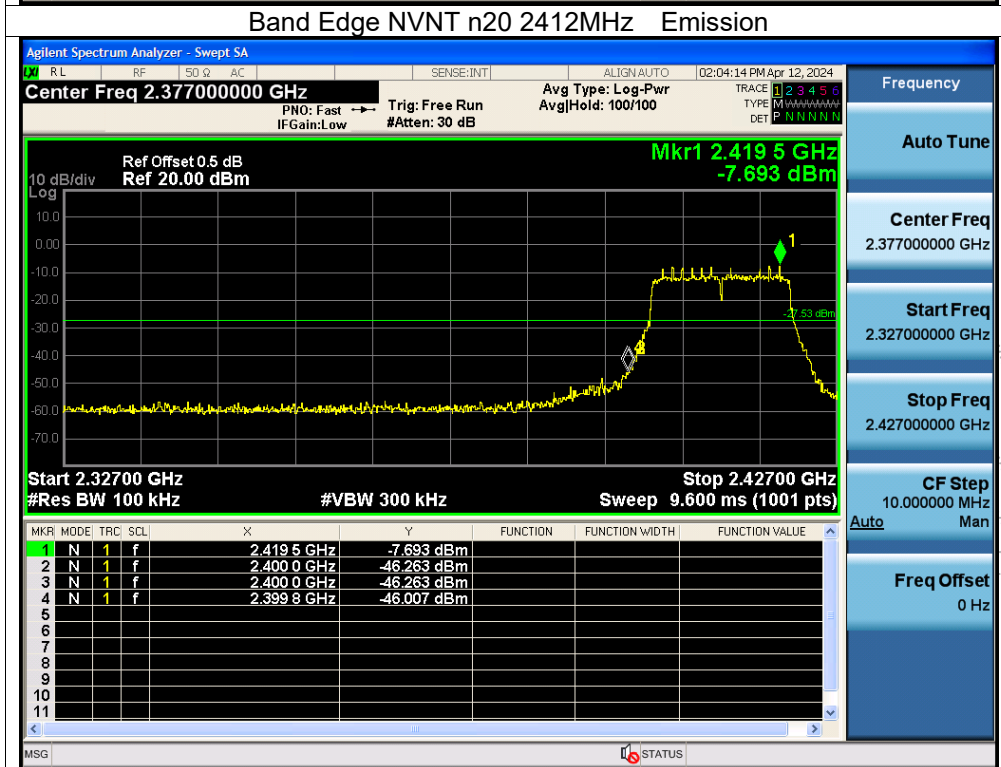 Band Edge NVNT n20 2412MHz Emission
Agilent Spectrum Analyzer - Swept SA
LXI RL RF 50 Ω AC SENSE:INT ALIGN AUTO 02:04:14 PM Apr 12, 2024
Center Freq 2.377000000 GHz
PNO: Fast
IFGain:Low
Trig: Free Run
#Atten: 30 dB
Avg Type: Log-Pwr
Avg|Hold: 100/100
TRACE 1 2 3 4 5 6
TYPE M WWWWW
DET P N N N N N
Ref Offset 0.5 dB
10 dB/div Ref 20.00 dBm
Log
Mkr1 2.419 5 GHz
-7.693 dBm
10.0
0.00
-10.0
-20.0
-30.0
-40.0
-50.0
-60.0
-70.0
1
-27.53 dBm
Start 2.32700 GHz Stop 2.42700 GHz
#Res BW 100 kHz #VBW 300 kHz Sweep 9.600 ms (1001 pts)
MKR MODE TRC SCL X Y FUNCTION FUNCTION WIDTH FUNCTION VALUE
1 N 1 f 2.419 5 GHz -7.693 dBm
2 N 1 f 2.400 0 GHz -46.263 dBm
3 N 1 f 2.400 0 GHz -46.263 dBm
4 N 1 f 2.399 8 GHz -46.007 dBm
5
6
7
8
9
10
11
MSG STATUS
Frequency
Auto Tune
Center Freq
2.377000000 GHz
Start Freq
2.327000000 GHz
Stop Freq
2.427000000 GHz
CF Step
10.000000 MHz
Auto Man
Freq Offset
0 Hz